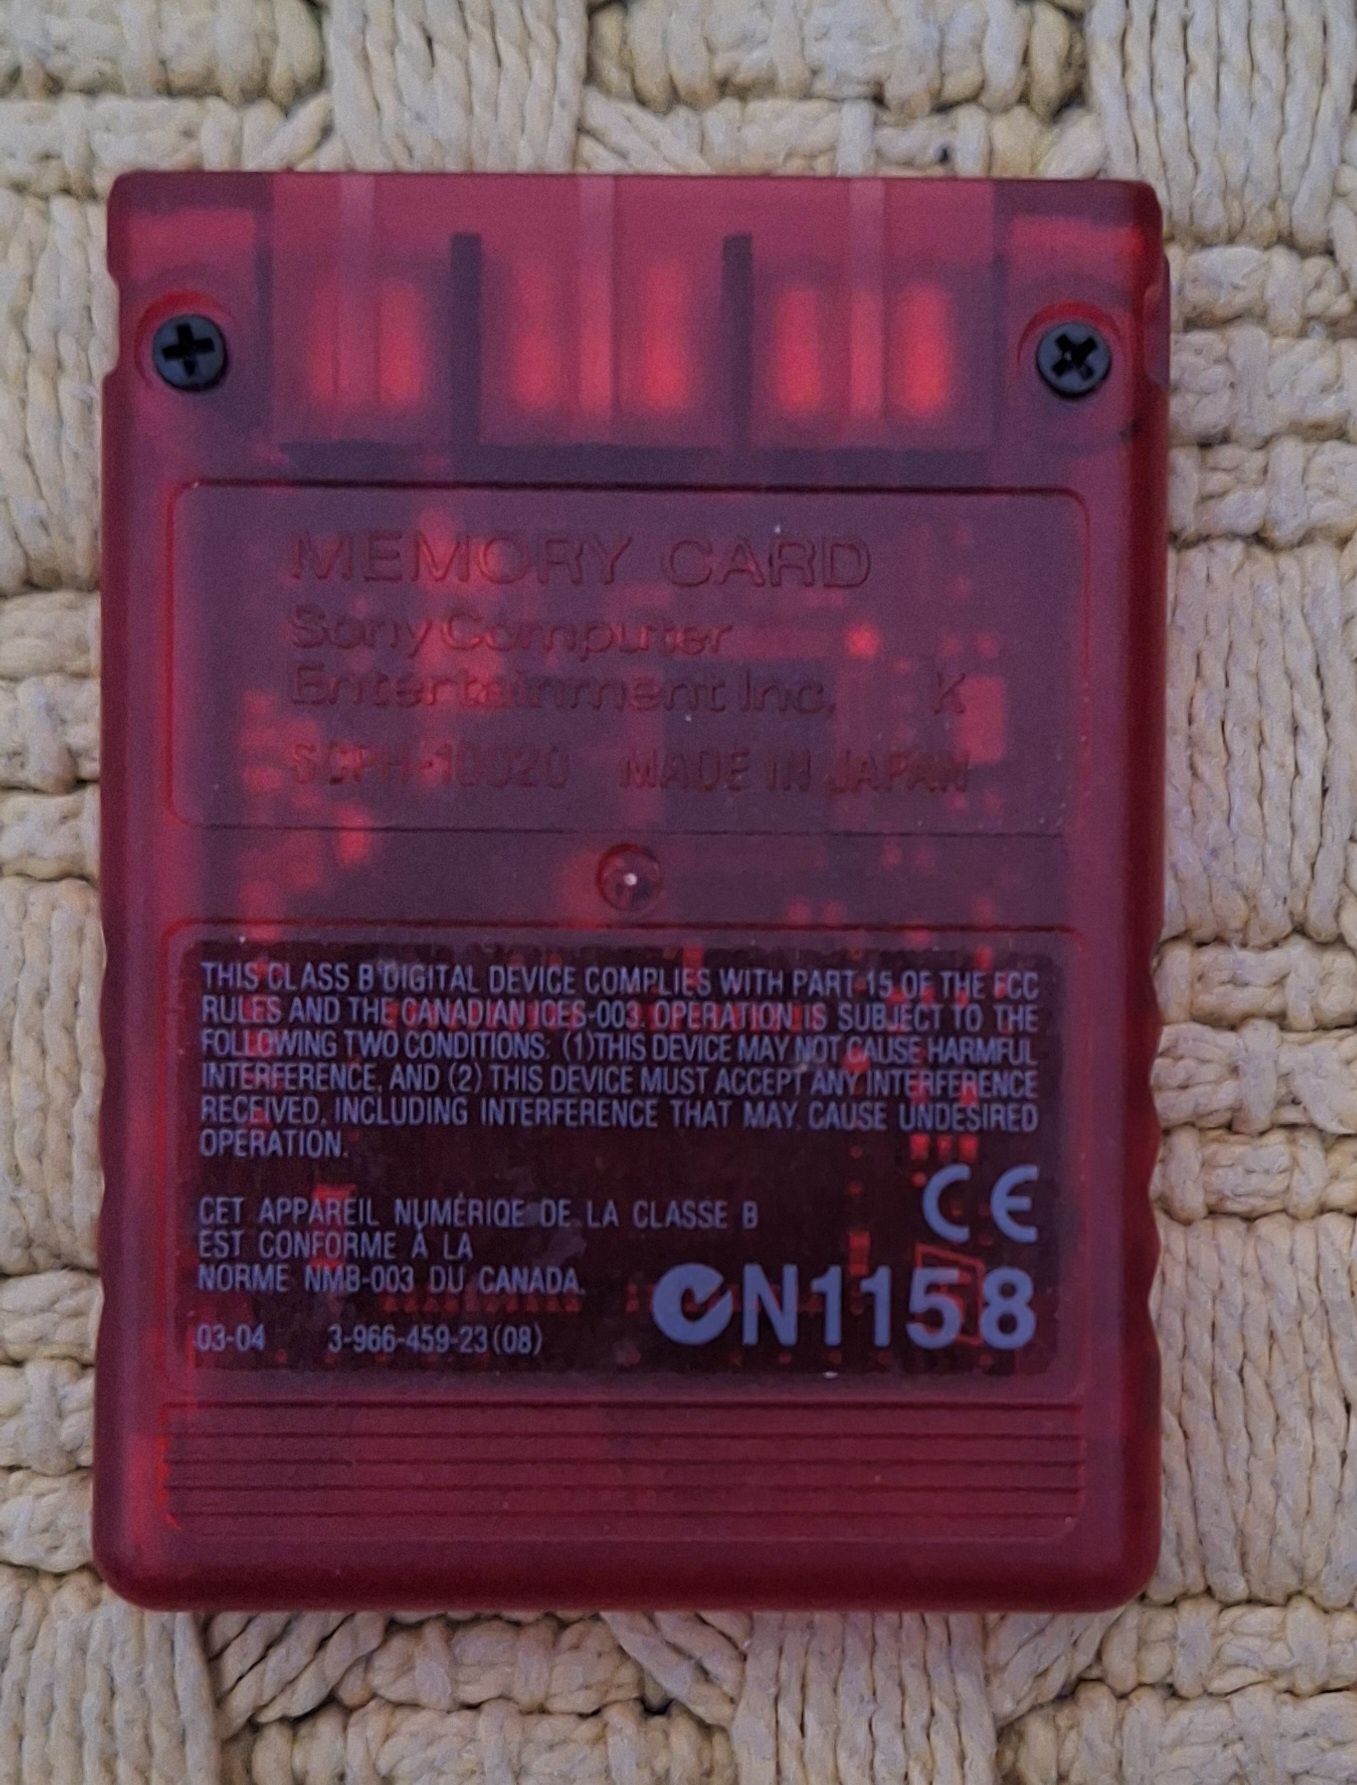 MEMORY CARD
Sony Computer
Entertainment Inc. K
SCPH-10020 MADE IN JAPAN
THIS CLASS B DIGITAL DEVICE COMPLIES WITH PART 15 OF THE FCC
RULES AND THE CANADIAN ICES-003. OPERATION IS SUBJECT TO THE
FOLLOWING TWO CONDITIONS: (1)THIS DEVICE MAY NOT CAUSE HARMFUL
INTERFERENCE, AND (2) THIS DEVICE MUST ACCEPT ANY INTERFERENCE
RECEIVED, INCLUDING INTERFERENCE THAT MAY CAUSE UNDESIRED
OPERATION.
CET APPAREIL NUMÉRIQE DE LA CLASSE B
EST CONFORME À LA
NORME NMB-003 DU CANADA.
CE
03-04 3-966-459-23(08)
N1158